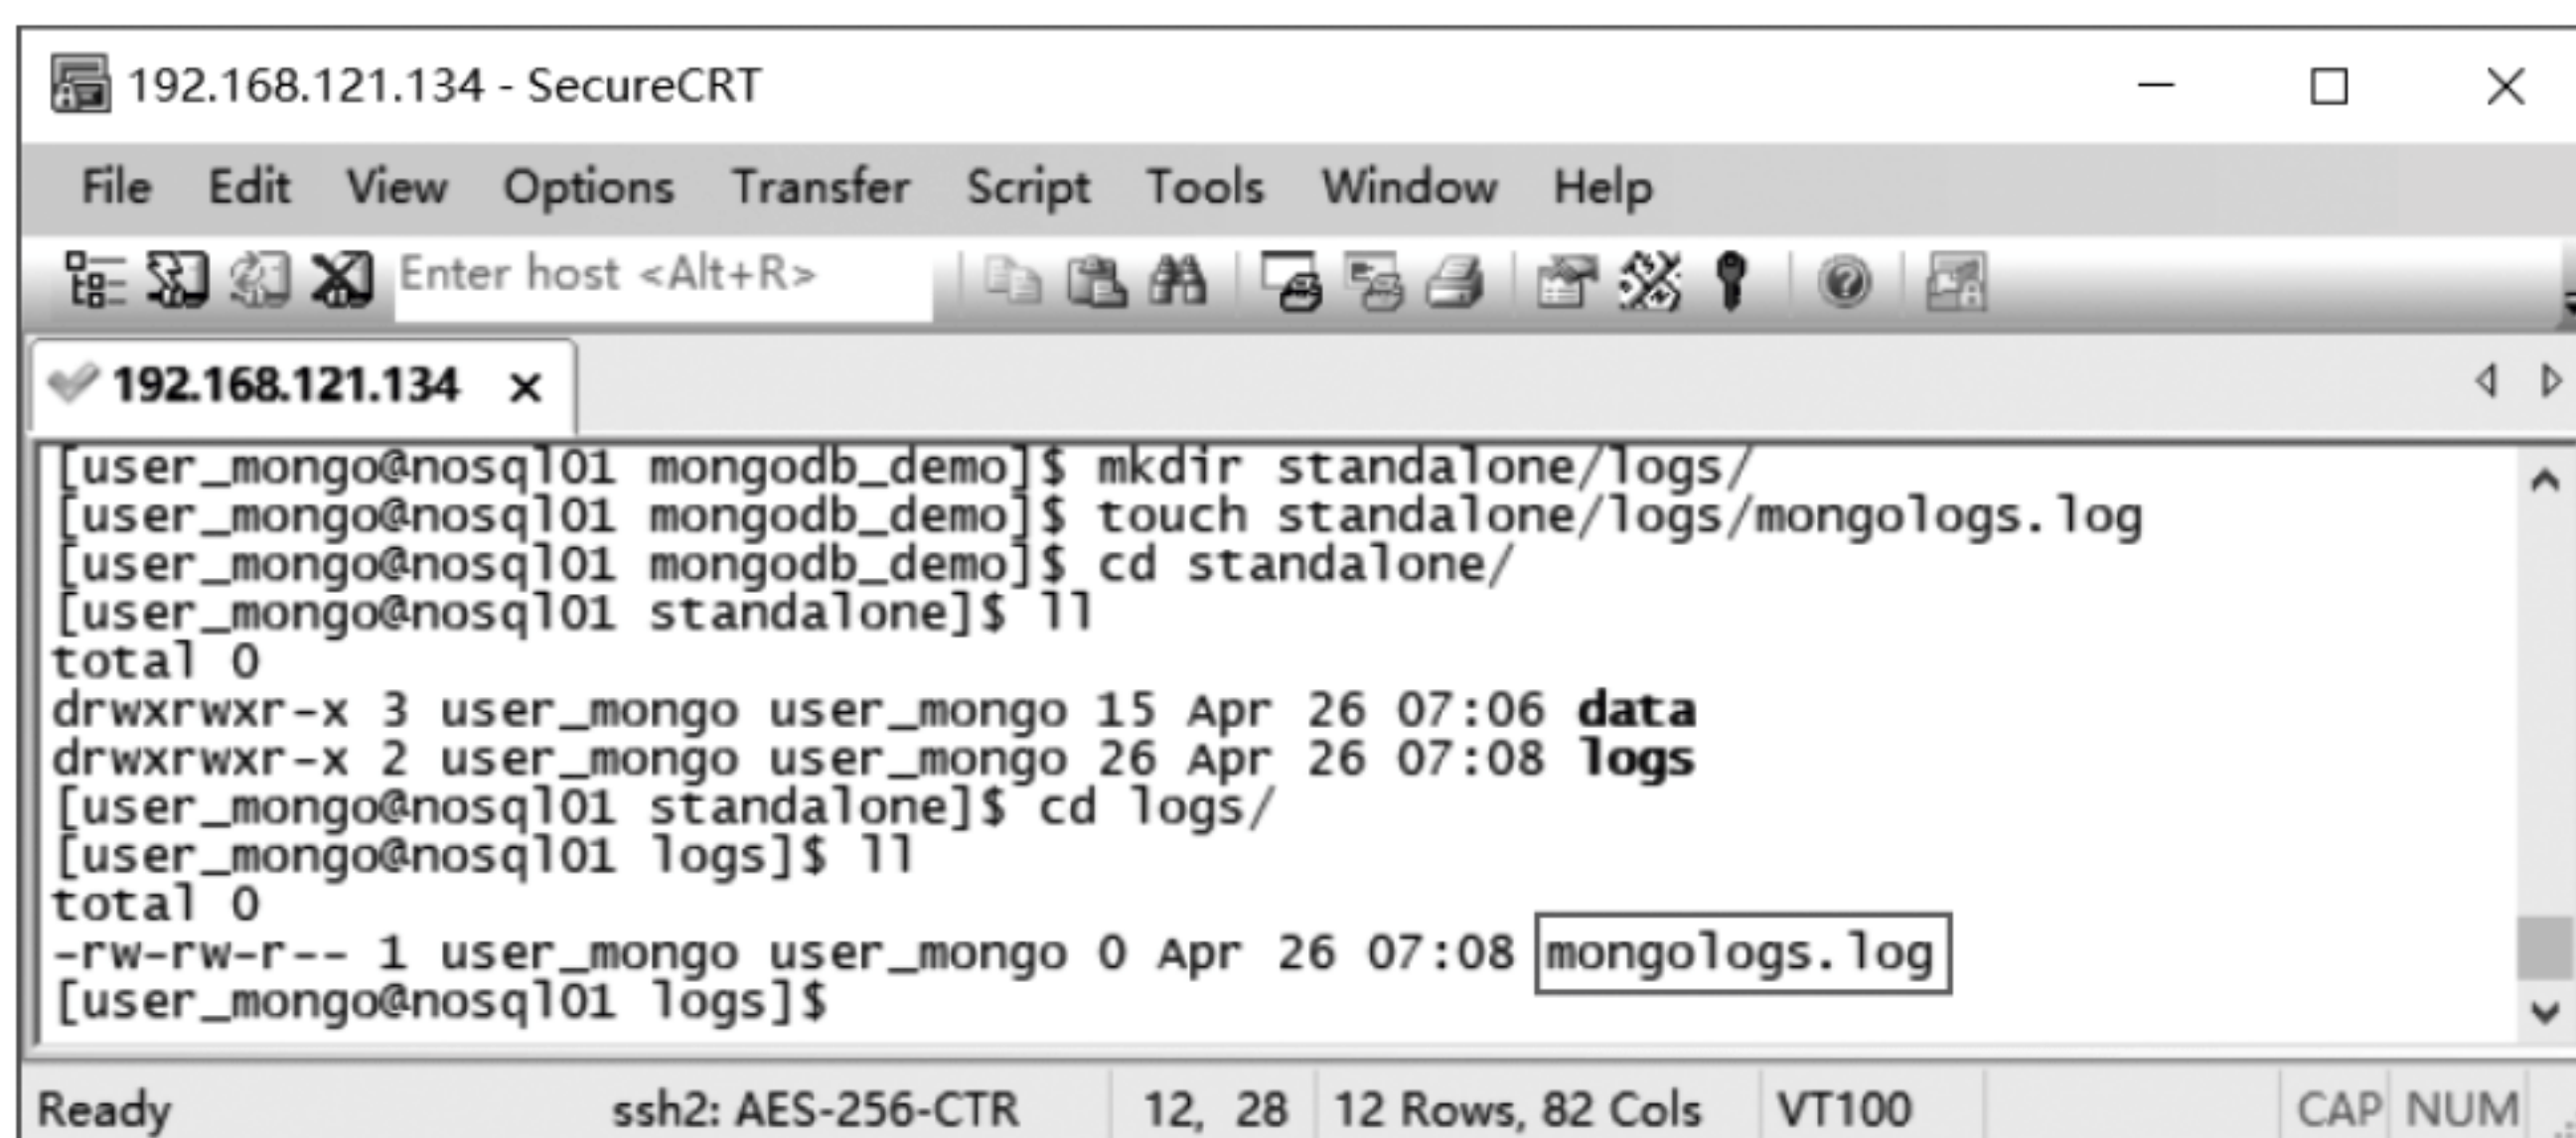 192.168.121.134 - SecureCRT
File Edit View Options Transfer Script Tools Window Help
Enter host <Alt+R>
192.168.121.134
[user_mongo@nosql01 mongodb_demo]$ mkdir standalone/logs/
[user_mongo@nosql01 mongodb_demo]$ touch standalone/logs/mongologs.log
[user_mongo@nosql01 mongodb_demo]$ cd standalone/
[user_mongo@nosql01 standalone]$ ll
total 0
drwxrwxr-x 3 user_mongo user_mongo 15 Apr 26 07:06 data
drwxrwxr-x 2 user_mongo user_mongo 26 Apr 26 07:08 logs
[user_mongo@nosql01 standalone]$ cd logs/
[user_mongo@nosql01 logs]$ ll
total 0
-rw-rw-r-- 1 user_mongo user_mongo 0 Apr 26 07:08 mongologs.log
[user_mongo@nosql01 logs]$
Ready ssh2: AES-256-CTR 12, 28 12 Rows, 82 Cols VT100 CAP NUM